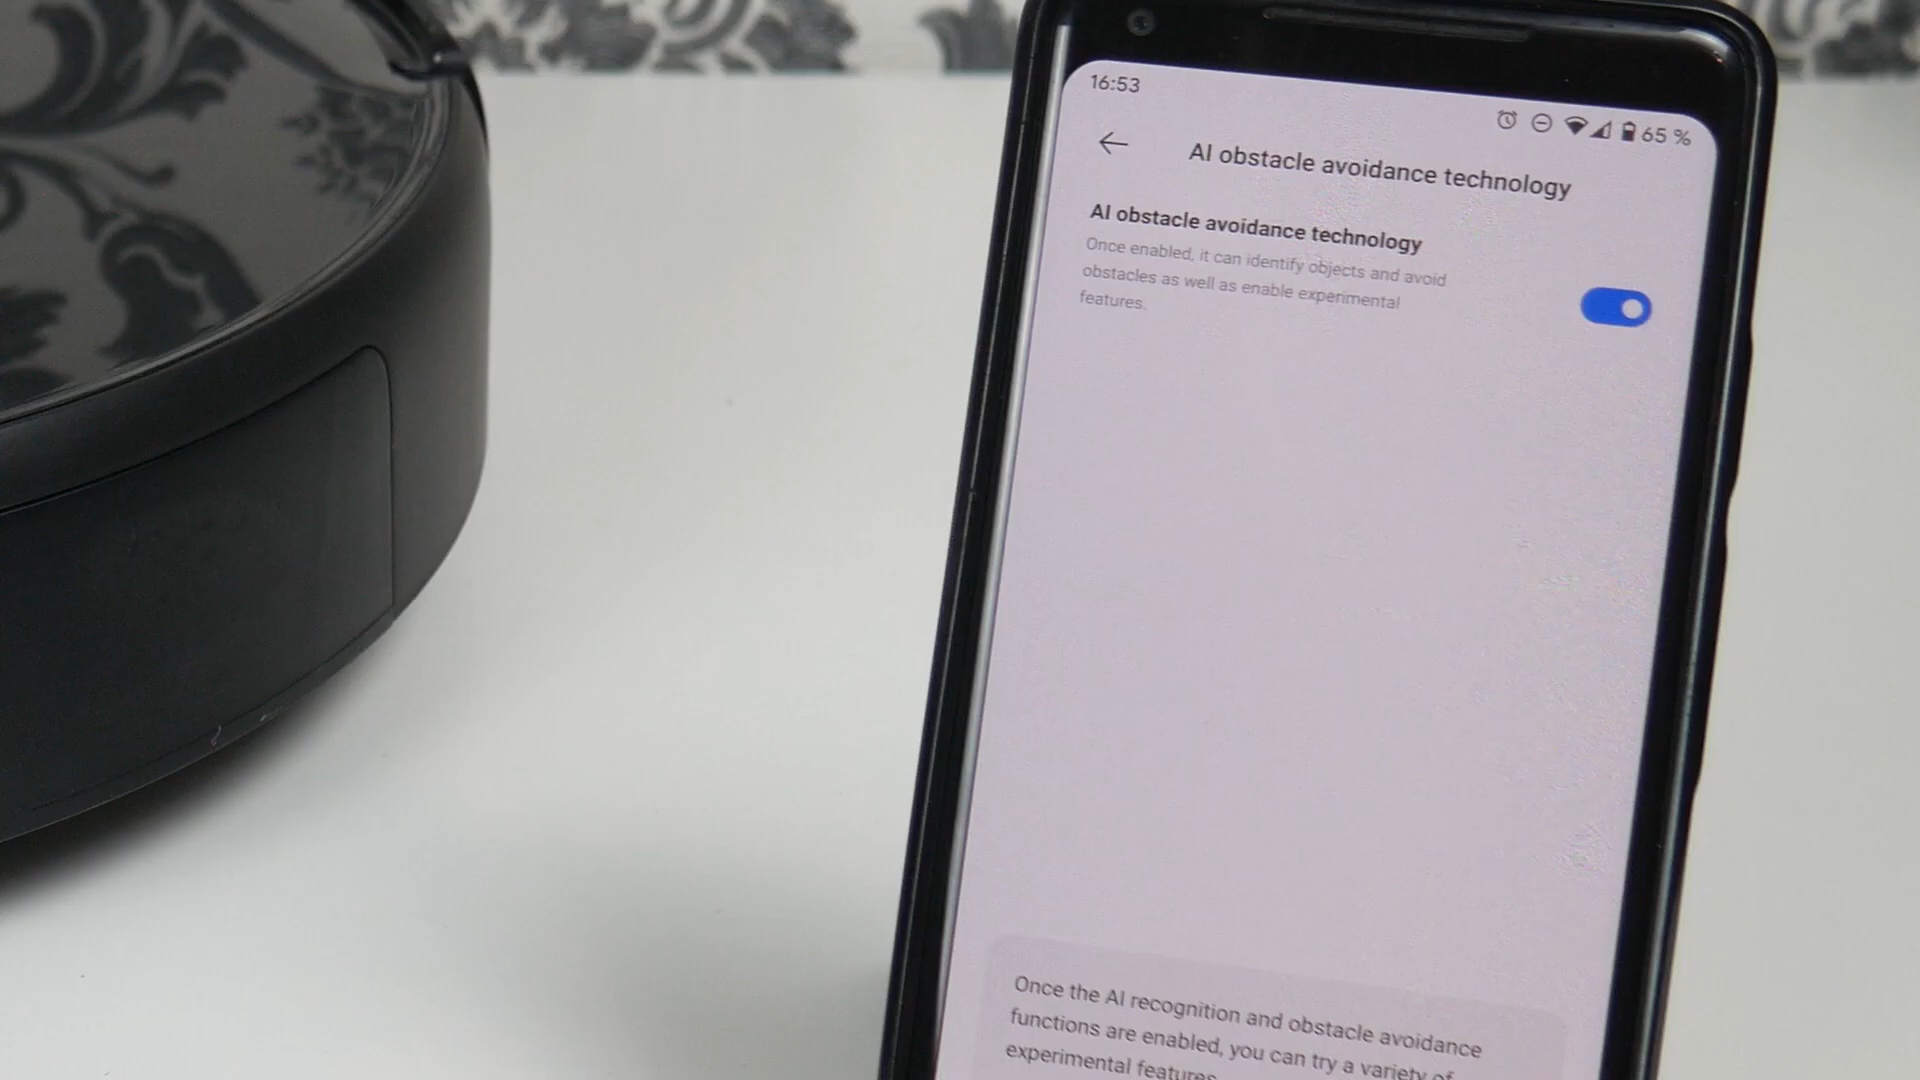 16:53
65 %
AI obstacle avoidance technology
AI obstacle avoidance technology
Once enabled, it can identify objects and avoid
obstacles as well as enable experimental
features.
Once the AI recognition and obstacle avoidance
functions are enabled, you can try a variety of
experimental features